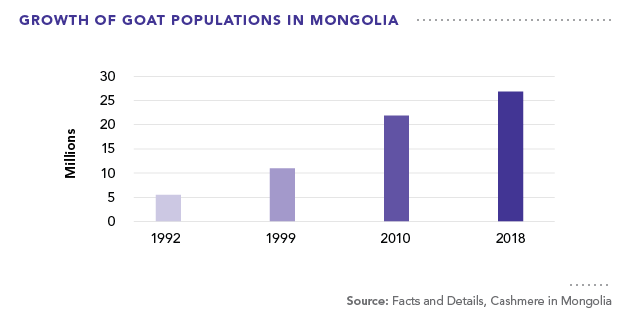 GROWTH OF GOAT POPULATIONS IN MONGOLIA
Millions
30
25
20
15
10
5
0
1992 1999 2010 2018
Source: Facts and Details, Cashmere in Mongolia